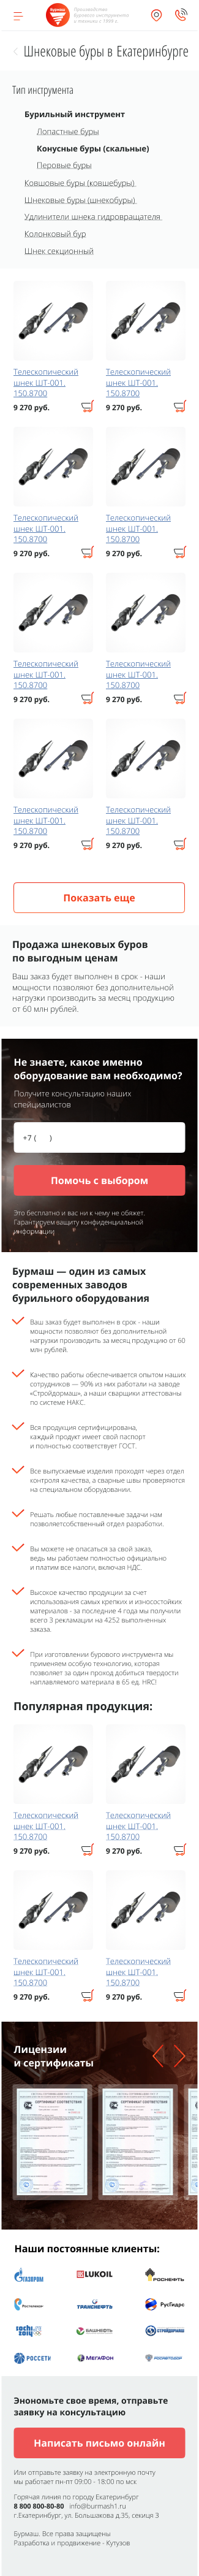 Бурмаш
Производство
бурового инструмента
и техники с 1999 г.
Шнековые буры в Екатеринбурге
Тип инструмента
Бурильный инструмент
Лопастные буры
Конусные буры (скальные)
Перовые буры
Ковшовые буры (ковшебуры)
Шнековые буры (шнекобуры)
Удлинители шнека гидровращателя
Колонковый бур
Шнек секционный
Телескопический
шнек ШТ-001.
150.8700
9 270 руб.
Телескопический
шнек ШТ-001.
150.8700
9 270 руб.
Телескопический
шнек ШТ-001.
150.8700
9 270 руб.
Телескопический
шнек ШТ-001.
150.8700
9 270 руб.
Телескопический
шнек ШТ-001.
150.8700
9 270 руб.
Телескопический
шнек ШТ-001.
150.8700
9 270 руб.
Телескопический
шнек ШТ-001.
150.8700
9 270 руб.
Телескопический
шнек ШТ-001.
150.8700
9 270 руб.
Показать еще
Продажа шнековых буров
по выгодным ценам
Ваш заказ будет выполнен в срок - наши
мощности позволяют без дополнительной
нагрузки производить за месяц продукцию
от 60 млн рублей.
Не знаете, какое именно
оборудование вам необходимо?
Получите консультацию наших
специалистов
+7 ( )
Помочь с выбором
Это бесплатно и вас ни к чему не обяжет.
Гарантируем защиту конфиденциальной
информации
Бурмаш — один из самых
современных заводов
бурильного оборудования
Ваш заказ будет выполнен в срок - наши
мощности позволяют без дополнительной
нагрузки производить за месяц продукцию от 60
млн рублей.
Качество работы обеспечивается опытом наших
сотрудников — 90% из них работали на заводе
«Стройдормаш», а наши сварщики аттестованы
по системе НАКС.
Вся продукция сертифицирована,
каждый продукт имеет свой паспорт
и полностью соответствует ГОСТ.
Все выпускаемые изделия проходят через отдел
контроля качества, а сварные швы проверяются
на специальном оборудовании.
Решать любые поставленные задачи нам
позволяетсобственный отдел разработки.
Вы можете не опасаться за свой заказ,
ведь мы работаем полностью официально
и платим все налоги, включая НДС.
Высокое качество продукции за счет
использования самых крепких и износостойких
материалов - за последние 4 года мы получили
всего 3 рекламации на 4252 выполненных
заказа.
При изготовлении бурового инструмента мы
применяем особую технологию, которая
позволяет за один проход добиться твердости
наплавляемого материала в 65 ед. HRC!
Популярная продукция:
Телескопический
шнек ШТ-001.
150.8700
9 270 руб.
Телескопический
шнек ШТ-001.
150.8700
9 270 руб.
Телескопический
шнек ШТ-001.
150.8700
9 270 руб.
Телескопический
шнек ШТ-001.
150.8700
9 270 руб.
Лицензии
и сертификаты
СЕРТИФИКАТ СООТВЕТСТВИЯ
СЕРТИФИКАТ СООТВЕТСТВИЯ
Наши постоянные клиенты:
ГАЗПРОМ
LUKOIL
РОСНЕФТЬ
Ростелеком
ТРАНСНЕФТЬ
РусГидро
sochi
2014
БАШНЕФТЬ
РОССЕТИ
МЕГАФОН
Экономьте свое время, отправьте
заявку на консультацию
Написать письмо онлайн
Или отправьте заявку на электронную почту
мы работает пн-пт 09:00 - 18:00 по мск
Горячая линия по городу Екатеринбург
8 800 800-80-80 info@burmash1.ru
г.Екатеринбург, ул. Большакова д.35, секция 3
Бурмаш. Все права защищены
Разработка и продвижение - Кутузов